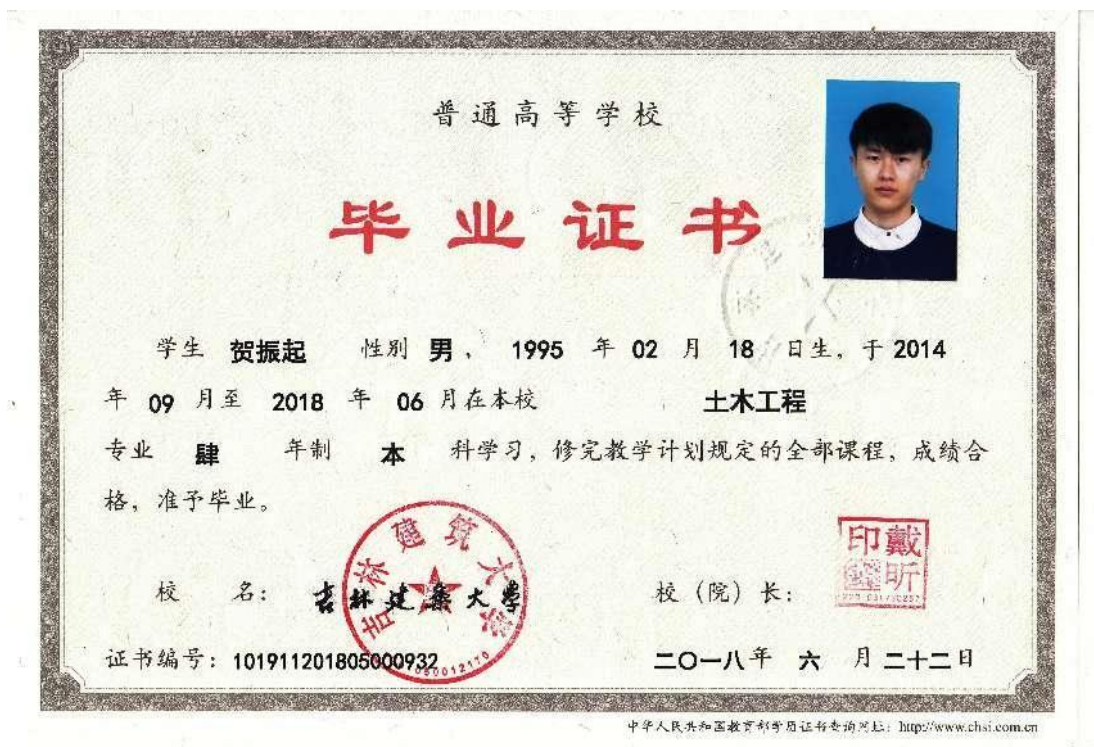 普通高等学校
毕业证书
学生 贺振起 性别 男， 1995 年 02 月 18 日生，于 2014
年 09 月至 2018 年 06 月在本校 土木工程
专业 肆 年制 本 科学习，修完教学计划规定的全部课程，成绩合
格，准予毕业。
吉林建筑大学
印戴
昕
校 名： 吉林建筑大学 校（院）长：
证书编号：101911201805000932 二〇一八年 六 月二十二日
中华人民共和国教育部学历证书查询网址：http://www.chsi.com.cn